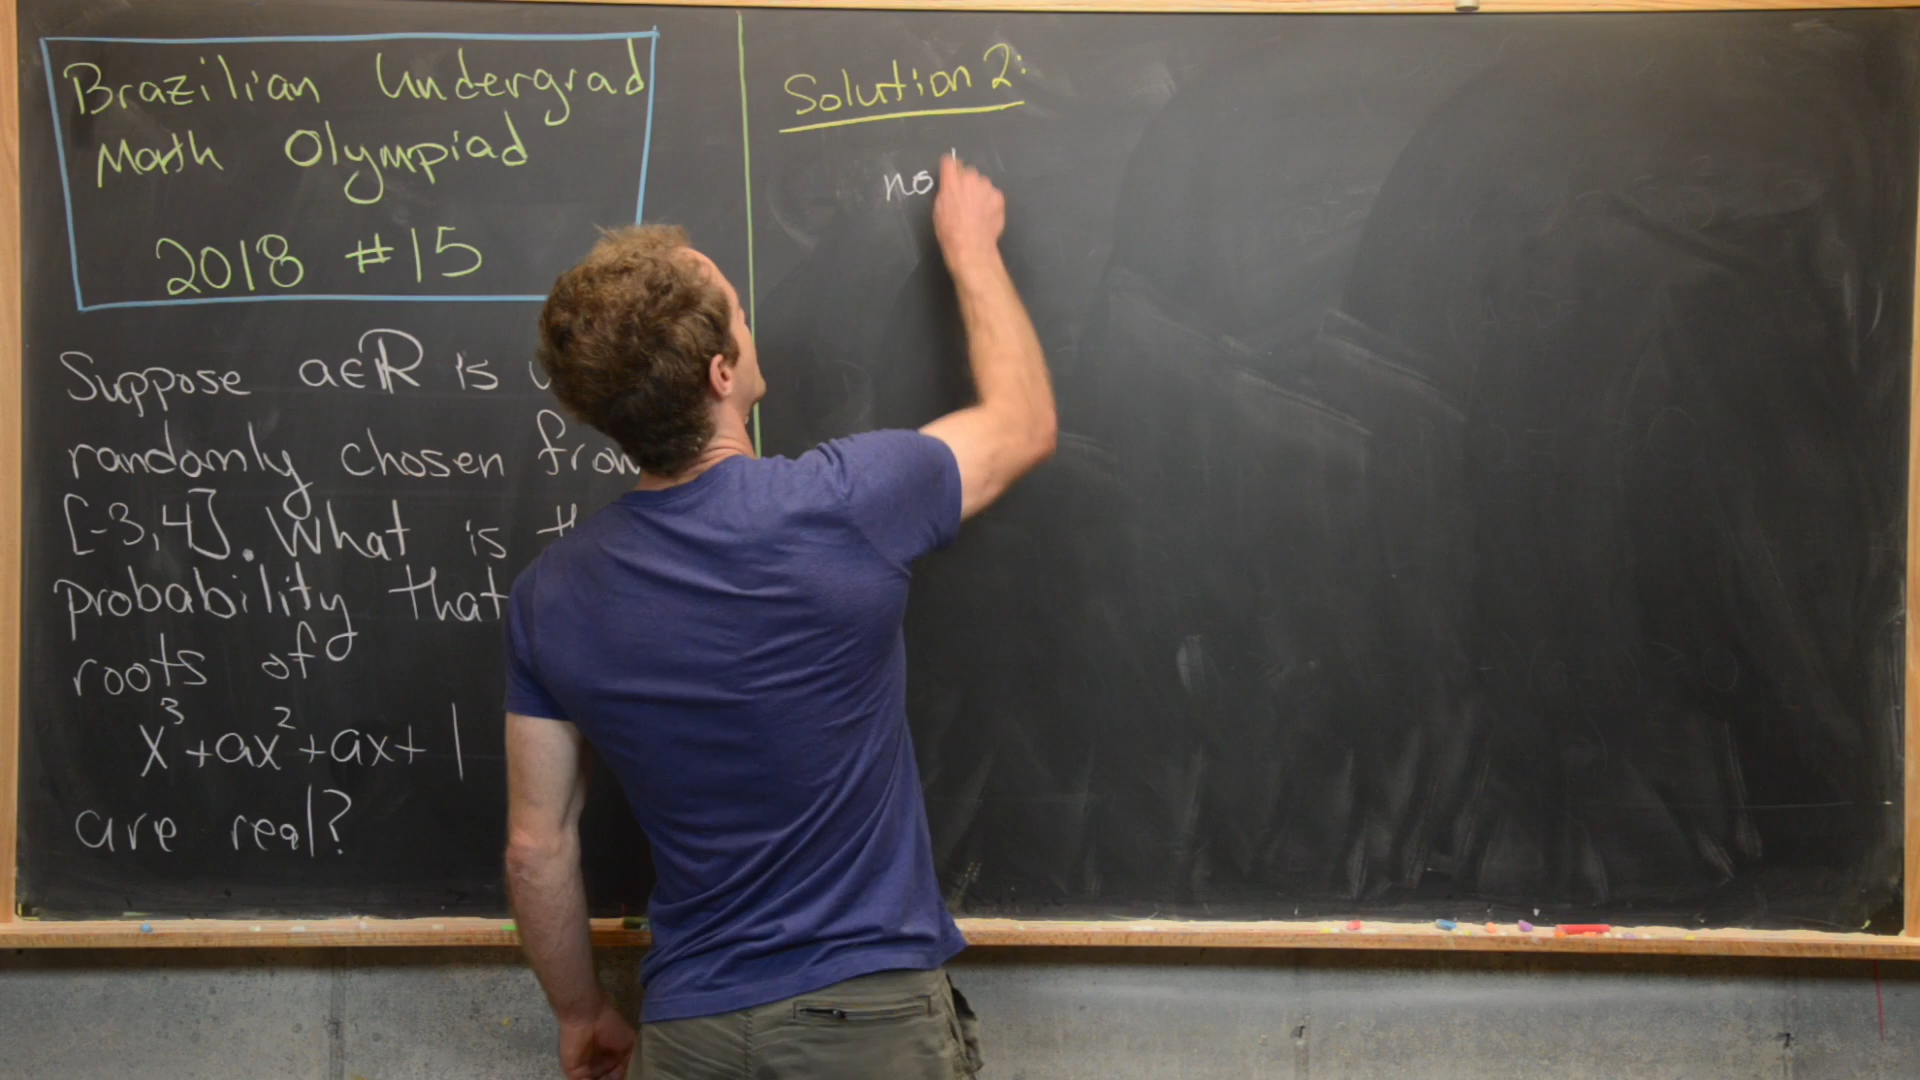 Brazilian Undergrad
Math Olympiad
2018 #15
Suppose a∈ℝ is
randomly chosen from
[-3,4]. What is
probability that
roots of
x³+ax²+ax+1
are real?
Solution 2:
no